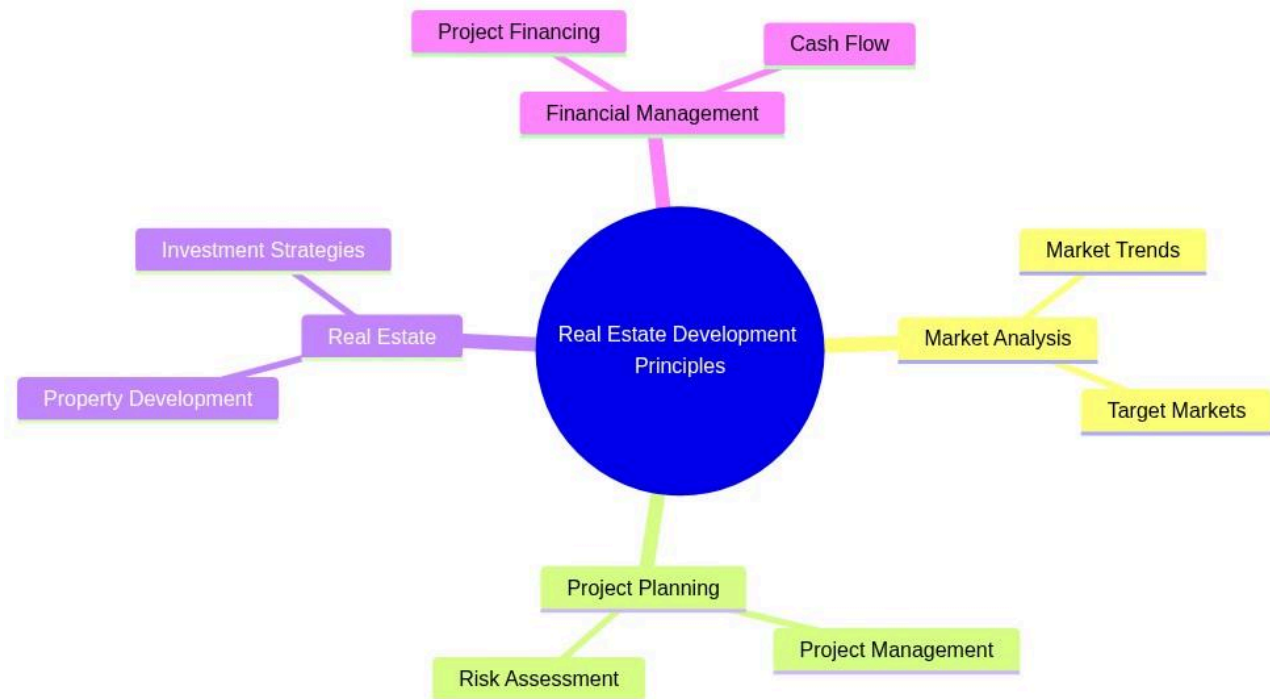 Project Financing
Cash Flow
Financial Management
Investment Strategies
Market Trends
Real Estate
Real Estate Development
Principles
Market Analysis
Property Development
Target Markets
Project Planning
Project Management
Risk Assessment